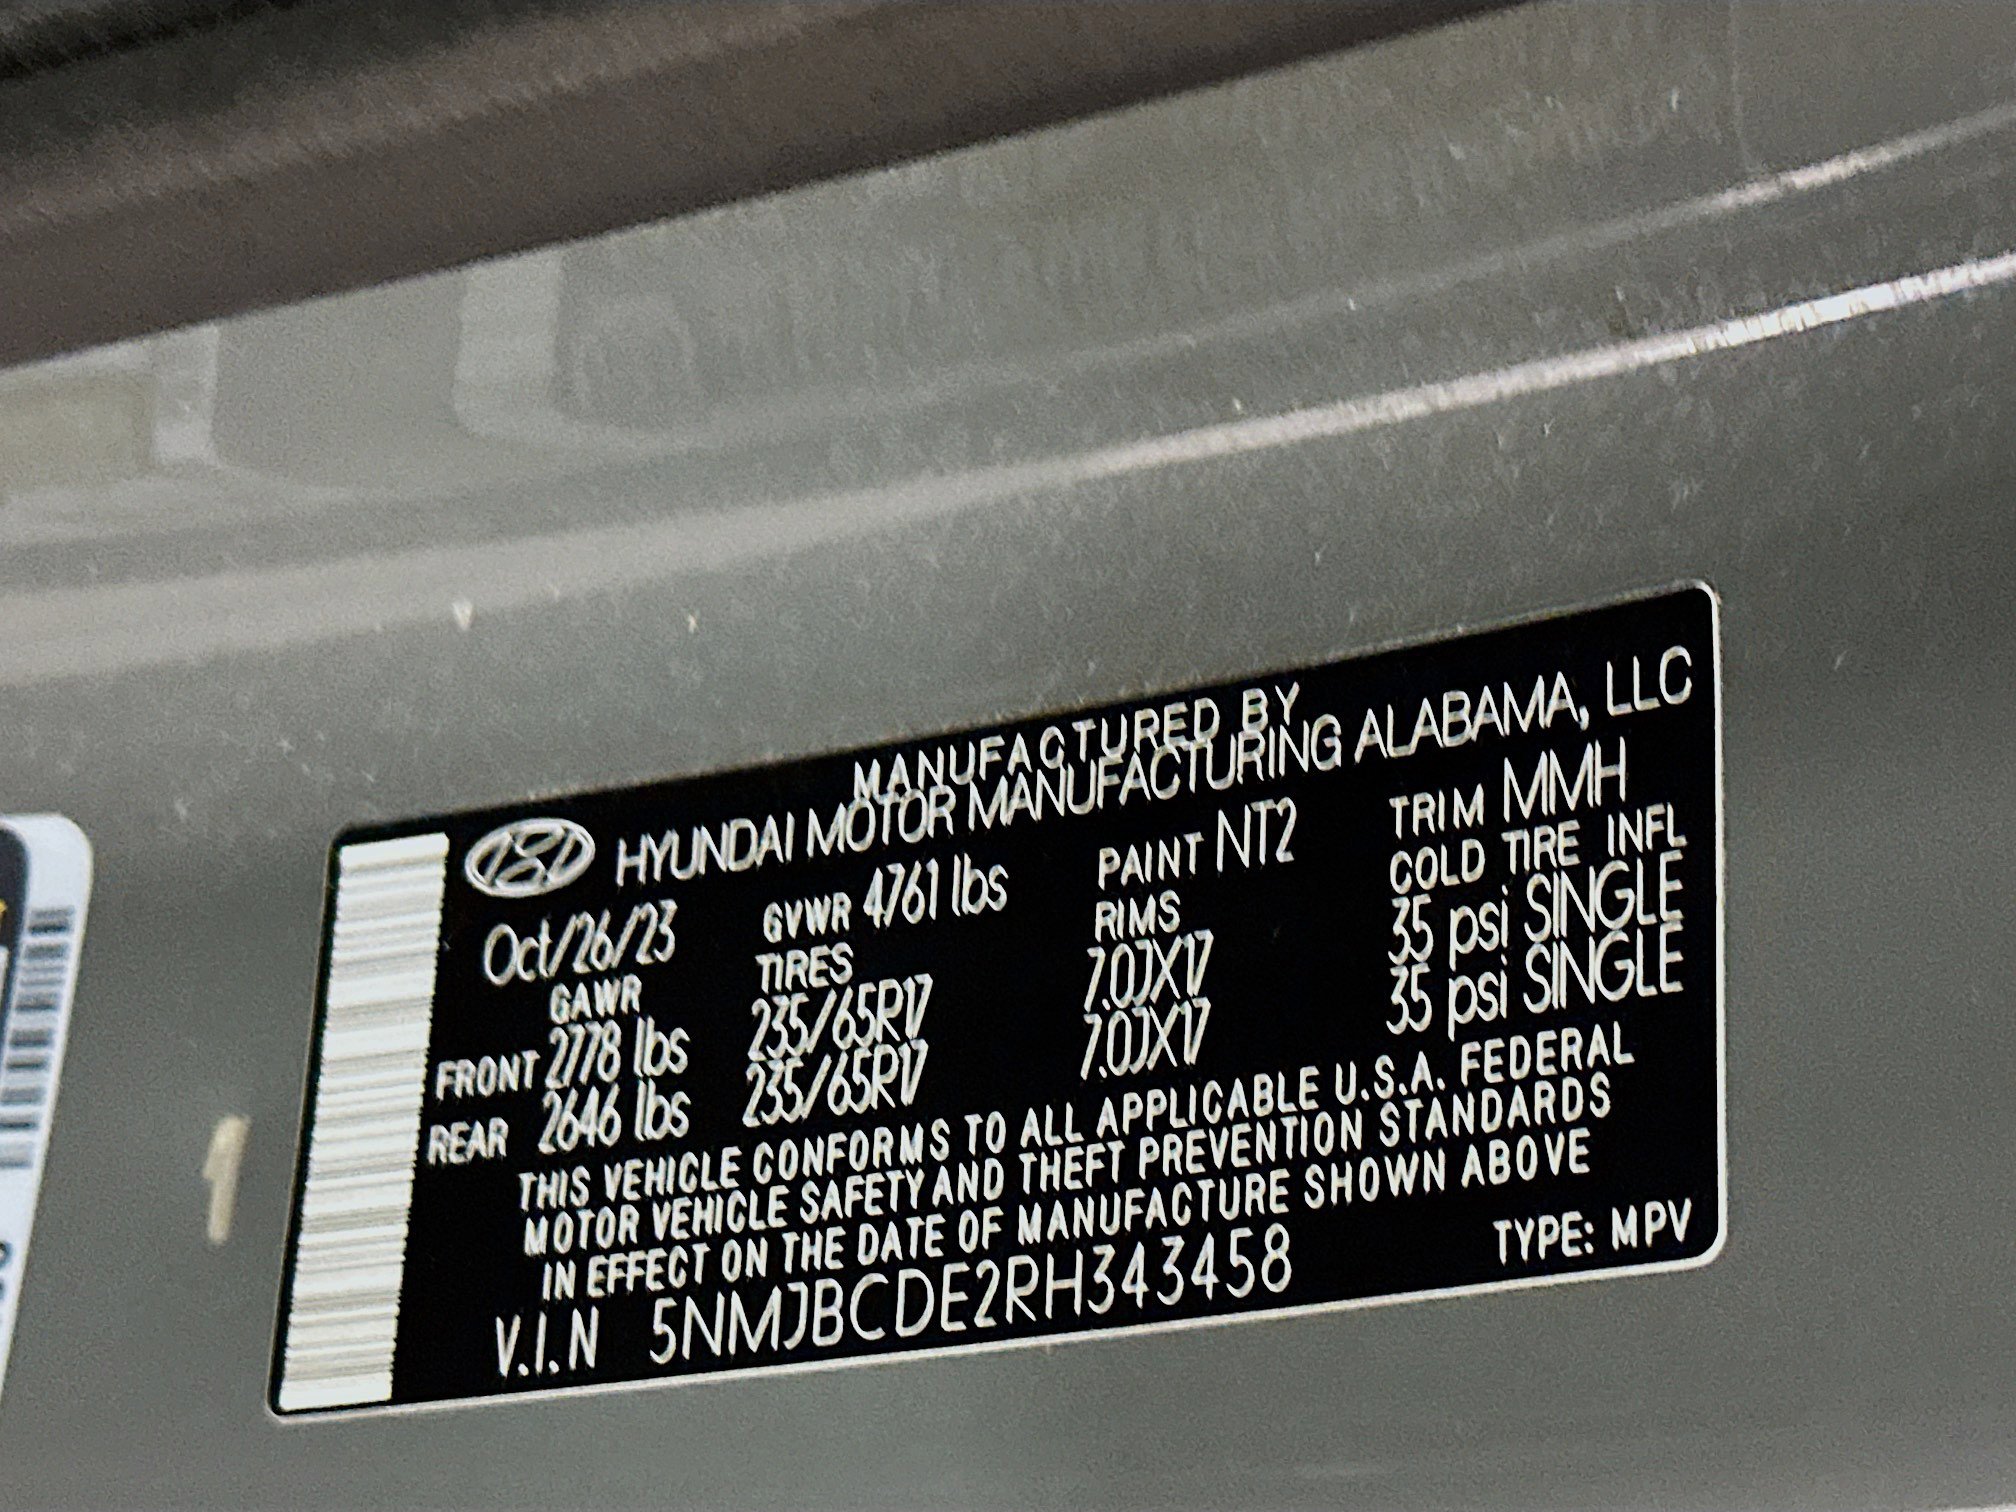 MANUFACTURED BY
HYUNDAI MOTOR MANUFACTURING ALABAMA, LLC
Oct/26/23 GVWR 4761 lbs PAINT NT2 TRIM MMH
GAWR TIRES RIMS COLD TIRE INFL
FRONT 2778 lbs 235/65R17 7.0JX17 35 psi SINGLE
REAR 2646 lbs 235/65R17 7.0JX17 35 psi SINGLE
THIS VEHICLE CONFORMS TO ALL APPLICABLE U.S.A. FEDERAL
MOTOR VEHICLE SAFETY AND THEFT PREVENTION STANDARDS
IN EFFECT ON THE DATE OF MANUFACTURE SHOWN ABOVE
V.I.N 5NMJBCDE2RH343458 TYPE: MPV
1